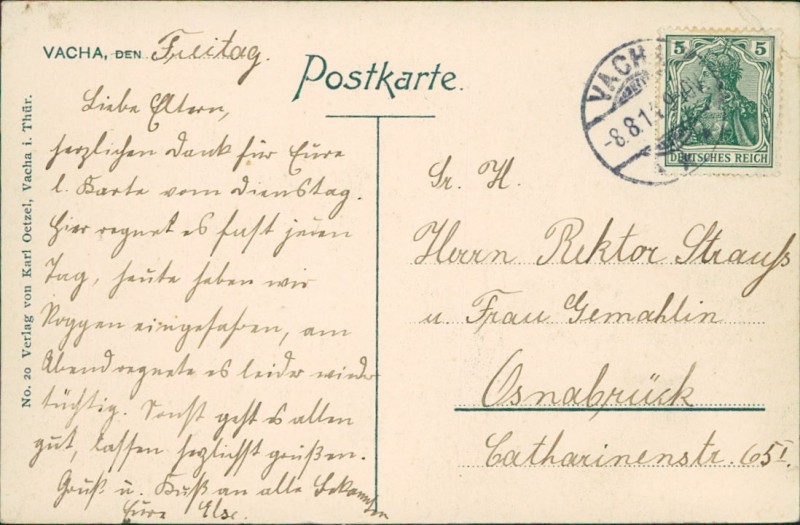 VACHA, DEN Freitag.
Postkarte.
Liebe Eltern,
herzlichen Dank für Eure
l. Karte vom Dienstag.
Hier regnet es fast jeden
Tag, heute haben wir
Roggen eingefahren, am
Abend regnete es leider wieder
tüchtig. Sonst geht es allen
gut, lassen herzlichst grüßen.
Gruß u. Kuß an alle Bekannten
Eure Else.
No. 20 Verlag von Karl Oetzel, Vacha i. Thür.
VACH
-8.8.1
5 5
DEUTSCHES REICH
Sr. H.
Herrn Rektor Strauss
u. Frau Gemahlin
Osnabrück
Catharinenstr. 65 I.